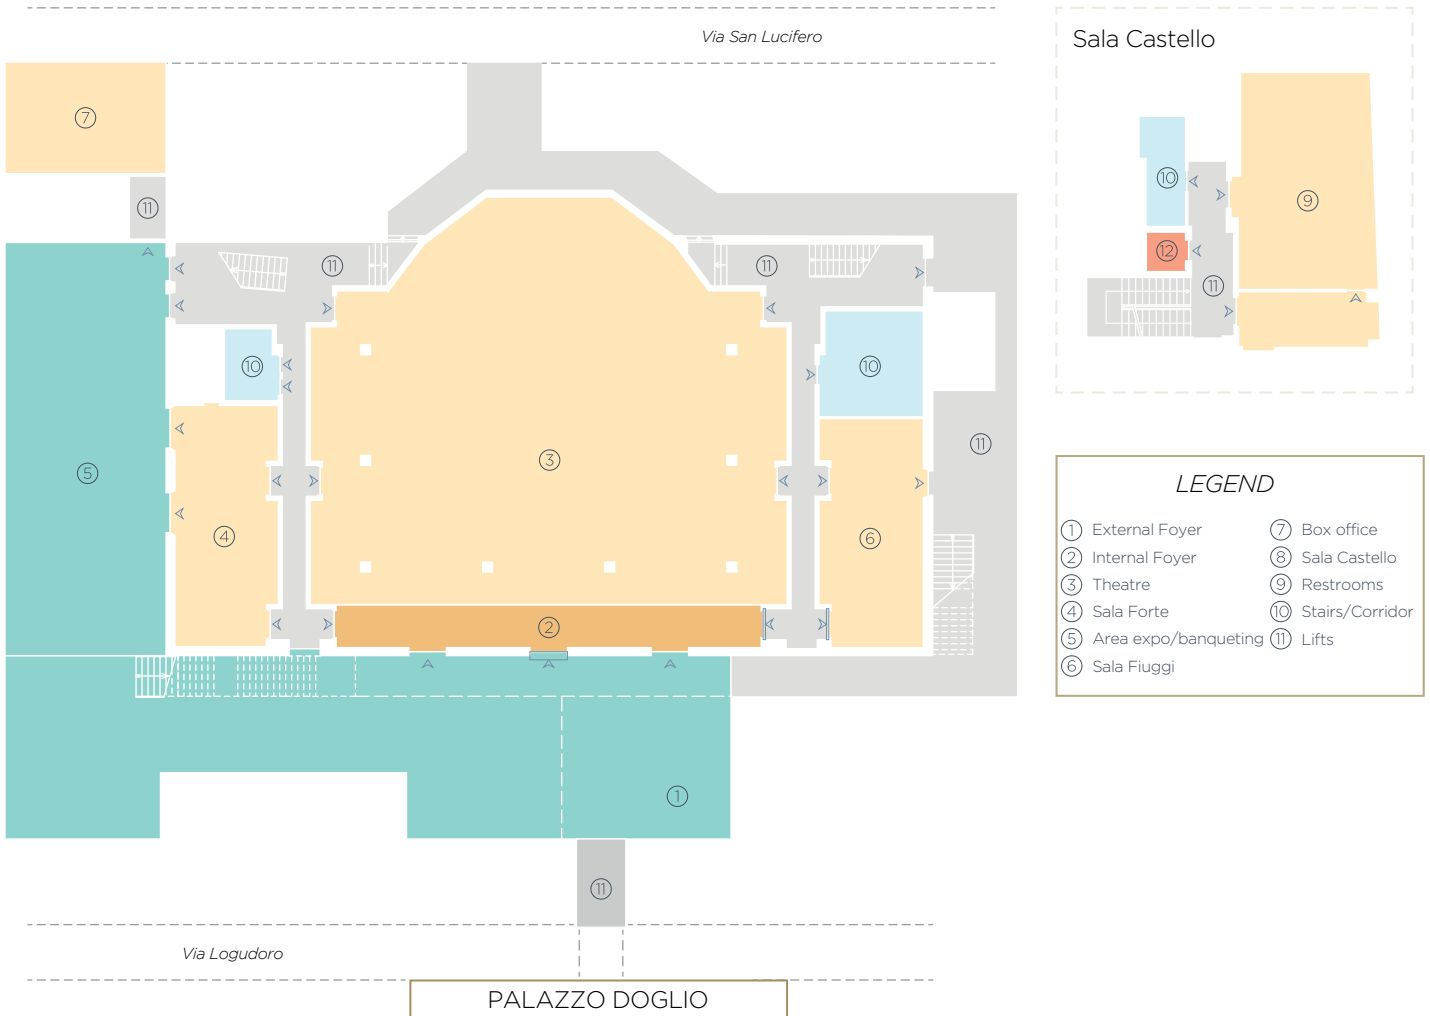 Via San Lucifero
Sala Castello
7
11
10
9
12
11
11
11
10
10
3
11
5
4
6
2
1
11
LEGEND
1 External Foyer
2 Internal Foyer
3 Theatre
4 Sala Forte
5 Area expo/banqueting
6 Sala Fiuggi
7 Box office
8 Sala Castello
9 Restrooms
10 Stairs/Corridor
11 Lifts
Via Logudoro
PALAZZO DOGLIO